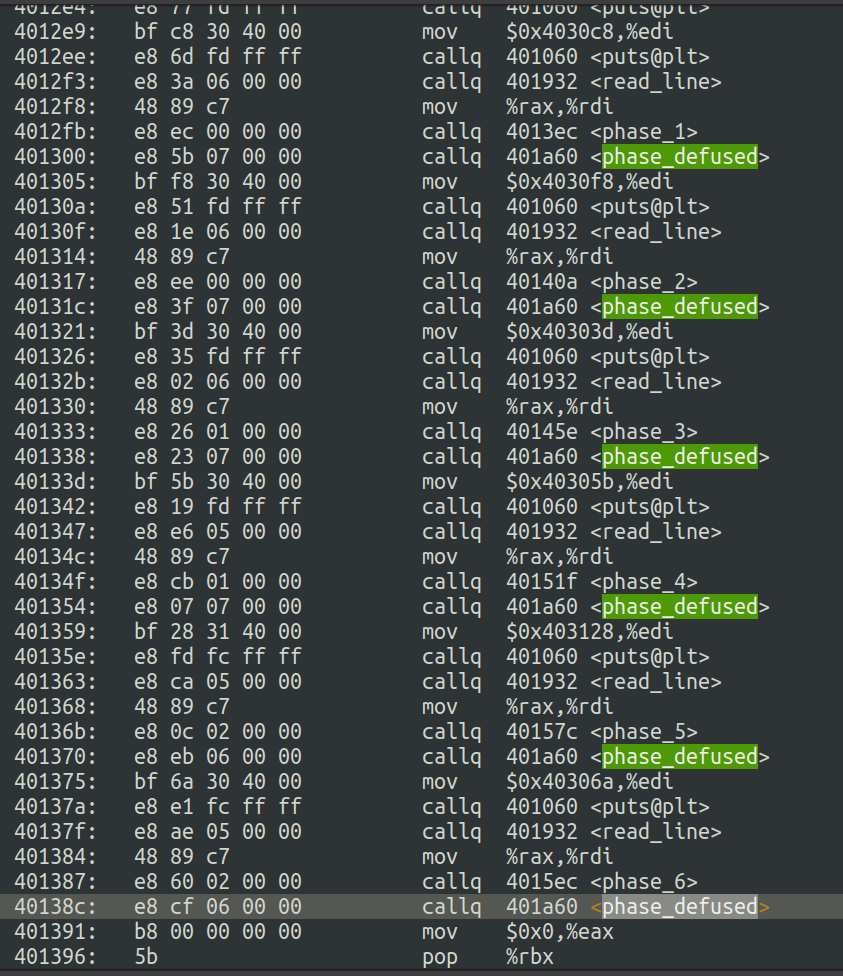 4012e4: e8 77 fd ff ff callq 401060 <puts@plt>
4012e9: bf c8 30 40 00 mov $0x4030c8,%edi
4012ee: e8 6d fd ff ff callq 401060 <puts@plt>
4012f3: e8 3a 06 00 00 callq 401932 <read_line>
4012f8: 48 89 c7 mov %rax,%rdi
4012fb: e8 ec 00 00 00 callq 4013ec <phase_1>
401300: e8 5b 07 00 00 callq 401a60 <phase_defused>
401305: bf f8 30 40 00 mov $0x4030f8,%edi
40130a: e8 51 fd ff ff callq 401060 <puts@plt>
40130f: e8 1e 06 00 00 callq 401932 <read_line>
401314: 48 89 c7 mov %rax,%rdi
401317: e8 ee 00 00 00 callq 40140a <phase_2>
40131c: e8 3f 07 00 00 callq 401a60 <phase_defused>
401321: bf 3d 30 40 00 mov $0x40303d,%edi
401326: e8 35 fd ff ff callq 401060 <puts@plt>
40132b: e8 02 06 00 00 callq 401932 <read_line>
401330: 48 89 c7 mov %rax,%rdi
401333: e8 26 01 00 00 callq 40145e <phase_3>
401338: e8 23 07 00 00 callq 401a60 <phase_defused>
40133d: bf 5b 30 40 00 mov $0x40305b,%edi
401342: e8 19 fd ff ff callq 401060 <puts@plt>
401347: e8 e6 05 00 00 callq 401932 <read_line>
40134c: 48 89 c7 mov %rax,%rdi
40134f: e8 cb 01 00 00 callq 40151f <phase_4>
401354: e8 07 07 00 00 callq 401a60 <phase_defused>
401359: bf 28 31 40 00 mov $0x403128,%edi
40135e: e8 fd fc ff ff callq 401060 <puts@plt>
401363: e8 ca 05 00 00 callq 401932 <read_line>
401368: 48 89 c7 mov %rax,%rdi
40136b: e8 0c 02 00 00 callq 40157c <phase_5>
401370: e8 eb 06 00 00 callq 401a60 <phase_defused>
401375: bf 6a 30 40 00 mov $0x40306a,%edi
40137a: e8 e1 fc ff ff callq 401060 <puts@plt>
40137f: e8 ae 05 00 00 callq 401932 <read_line>
401384: 48 89 c7 mov %rax,%rdi
401387: e8 60 02 00 00 callq 4015ec <phase_6>
40138c: e8 cf 06 00 00 callq 401a60 <phase_defused>
401391: b8 00 00 00 00 mov $0x0,%eax
401396: 5b pop %rbx